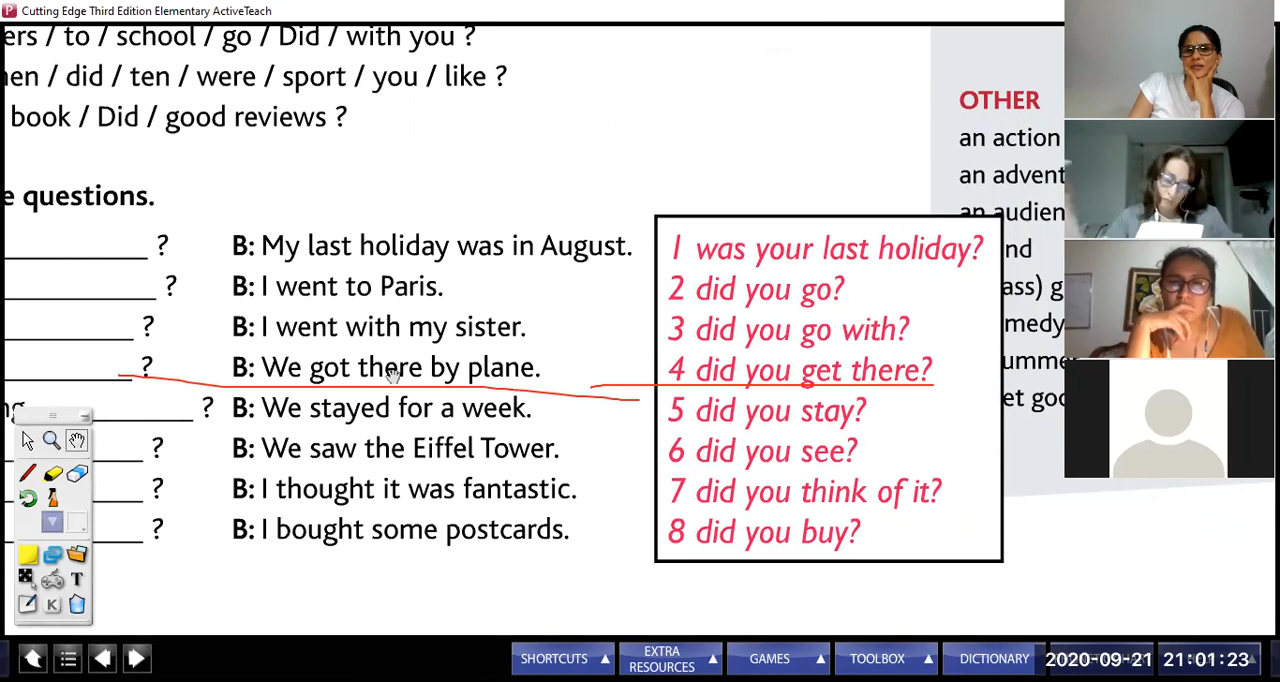 Cutting Edge Third Edition Elementary ActiveTeach
ers / to / school / go / Did / with you ?
en / did / ten / were / sport / you / like ?
book / Did / good reviews ?
e questions.
? B: My last holiday was in August.
? B: I went to Paris.
? B: I went with my sister.
? B: We got there by plane.
? B: We stayed for a week.
? B: We saw the Eiffel Tower.
? B: I thought it was fantastic.
? B: I bought some postcards.
1 was your last holiday?
2 did you go?
3 did you go with?
4 did you get there?
5 did you stay?
6 did you see?
7 did you think of it?
8 did you buy?
OTHER
an action
an advent
an audien
nd
ass) g
medy
umme
et goo
T
K
SHORTCUTS
EXTRA
RESOURCES
GAMES
TOOLBOX
DICTIONARY
2020-09-21 21:01:23